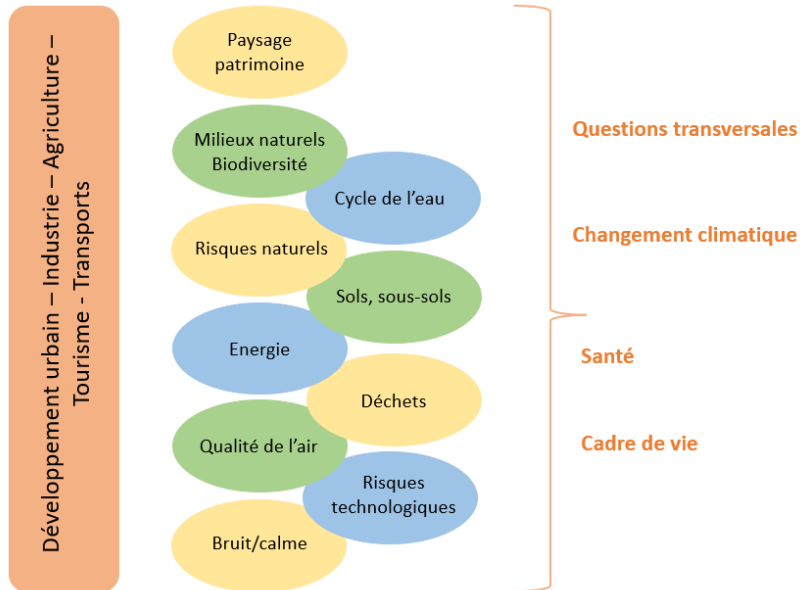 Développement urbain – Industrie – Agriculture –
Tourisme - Transports
Paysage
patrimoine
Milieux naturels
Biodiversité
Cycle de l’eau
Risques naturels
Sols, sous-sols
Energie
Déchets
Qualité de l’air
Risques
technologiques
Bruit/calme
Questions transversales
Changement climatique
Santé
Cadre de vie